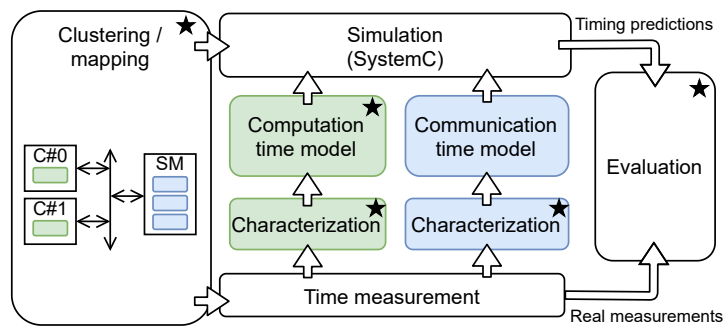 Clustering /
mapping
Simulation
(SystemC)
Timing predictions
Computation
time model
Communication
time model
C#0
C#1
SM
Evaluation
Characterization
Characterization
Time measurement
Real measurements